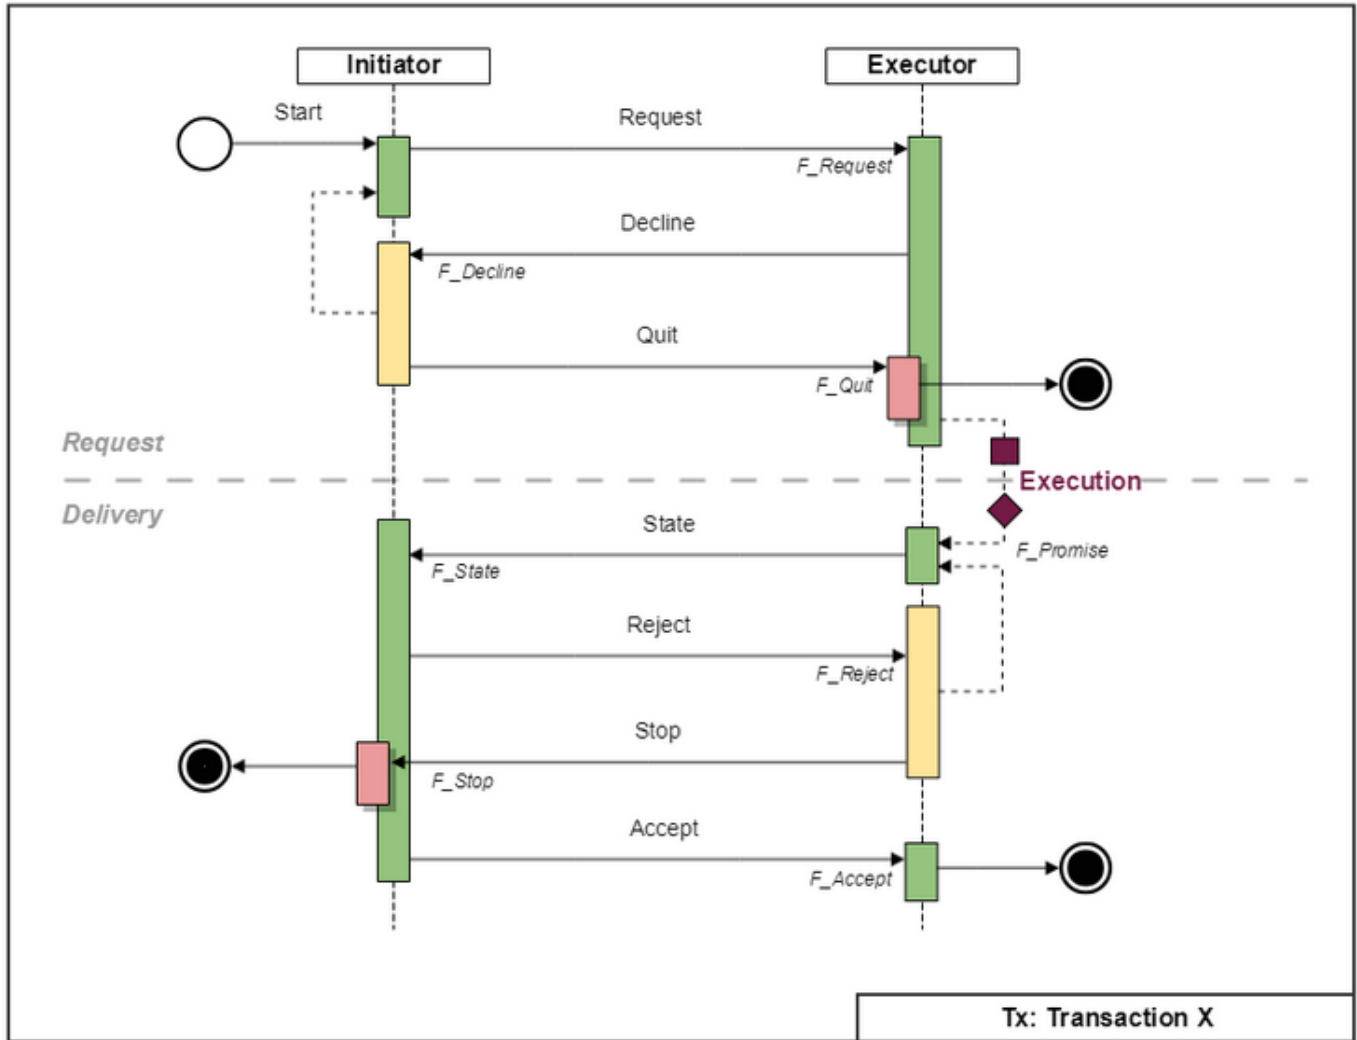 Initiator
Executor
Start
Request
F_Request
Decline
F_Decline
Quit
F_Quit
Request
Execution
Delivery
State
F_Promise
F_State
Reject
F_Reject
Stop
F_Stop
Accept
F_Accept
Tx: Transaction X